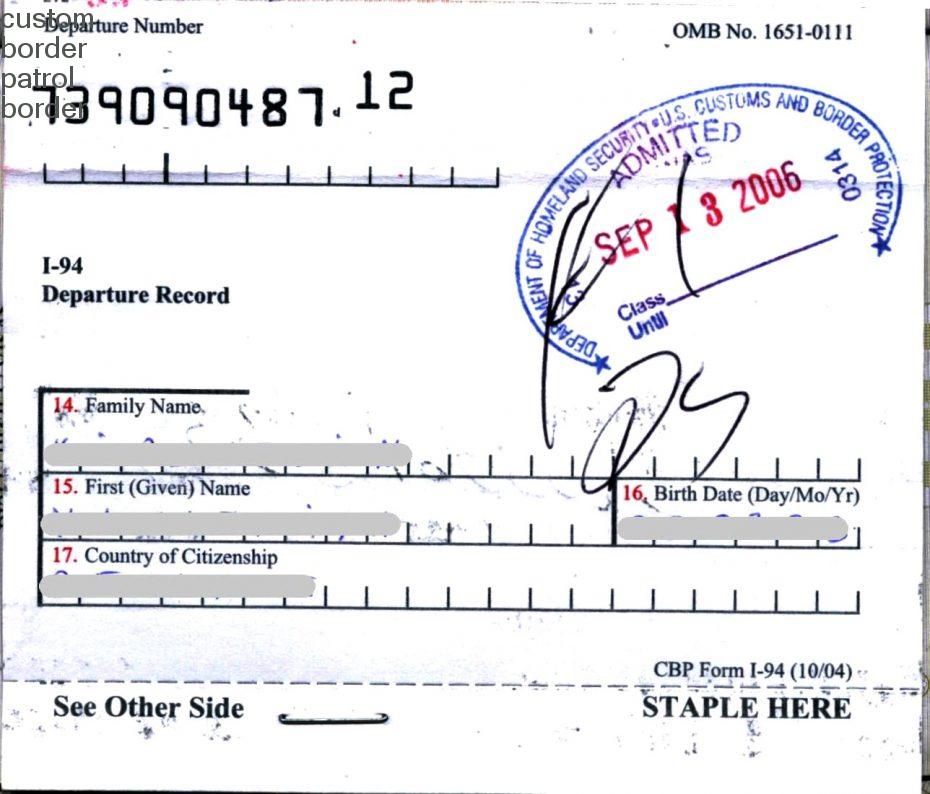 custom
border
patrol
border
Departure Number
OMB No. 1651-0111
739090487 12
DEPARTMENT OF HOMELAND SECURITY U.S. CUSTOMS AND BORDER PROTECTION
ADMITTED
0314
SEP 13 2006
Class
Until
I-94
Departure Record
14. Family Name
15. First (Given) Name
16. Birth Date (Day/Mo/Yr)
17. Country of Citizenship
CBP Form I-94 (10/04)
See Other Side
STAPLE HERE